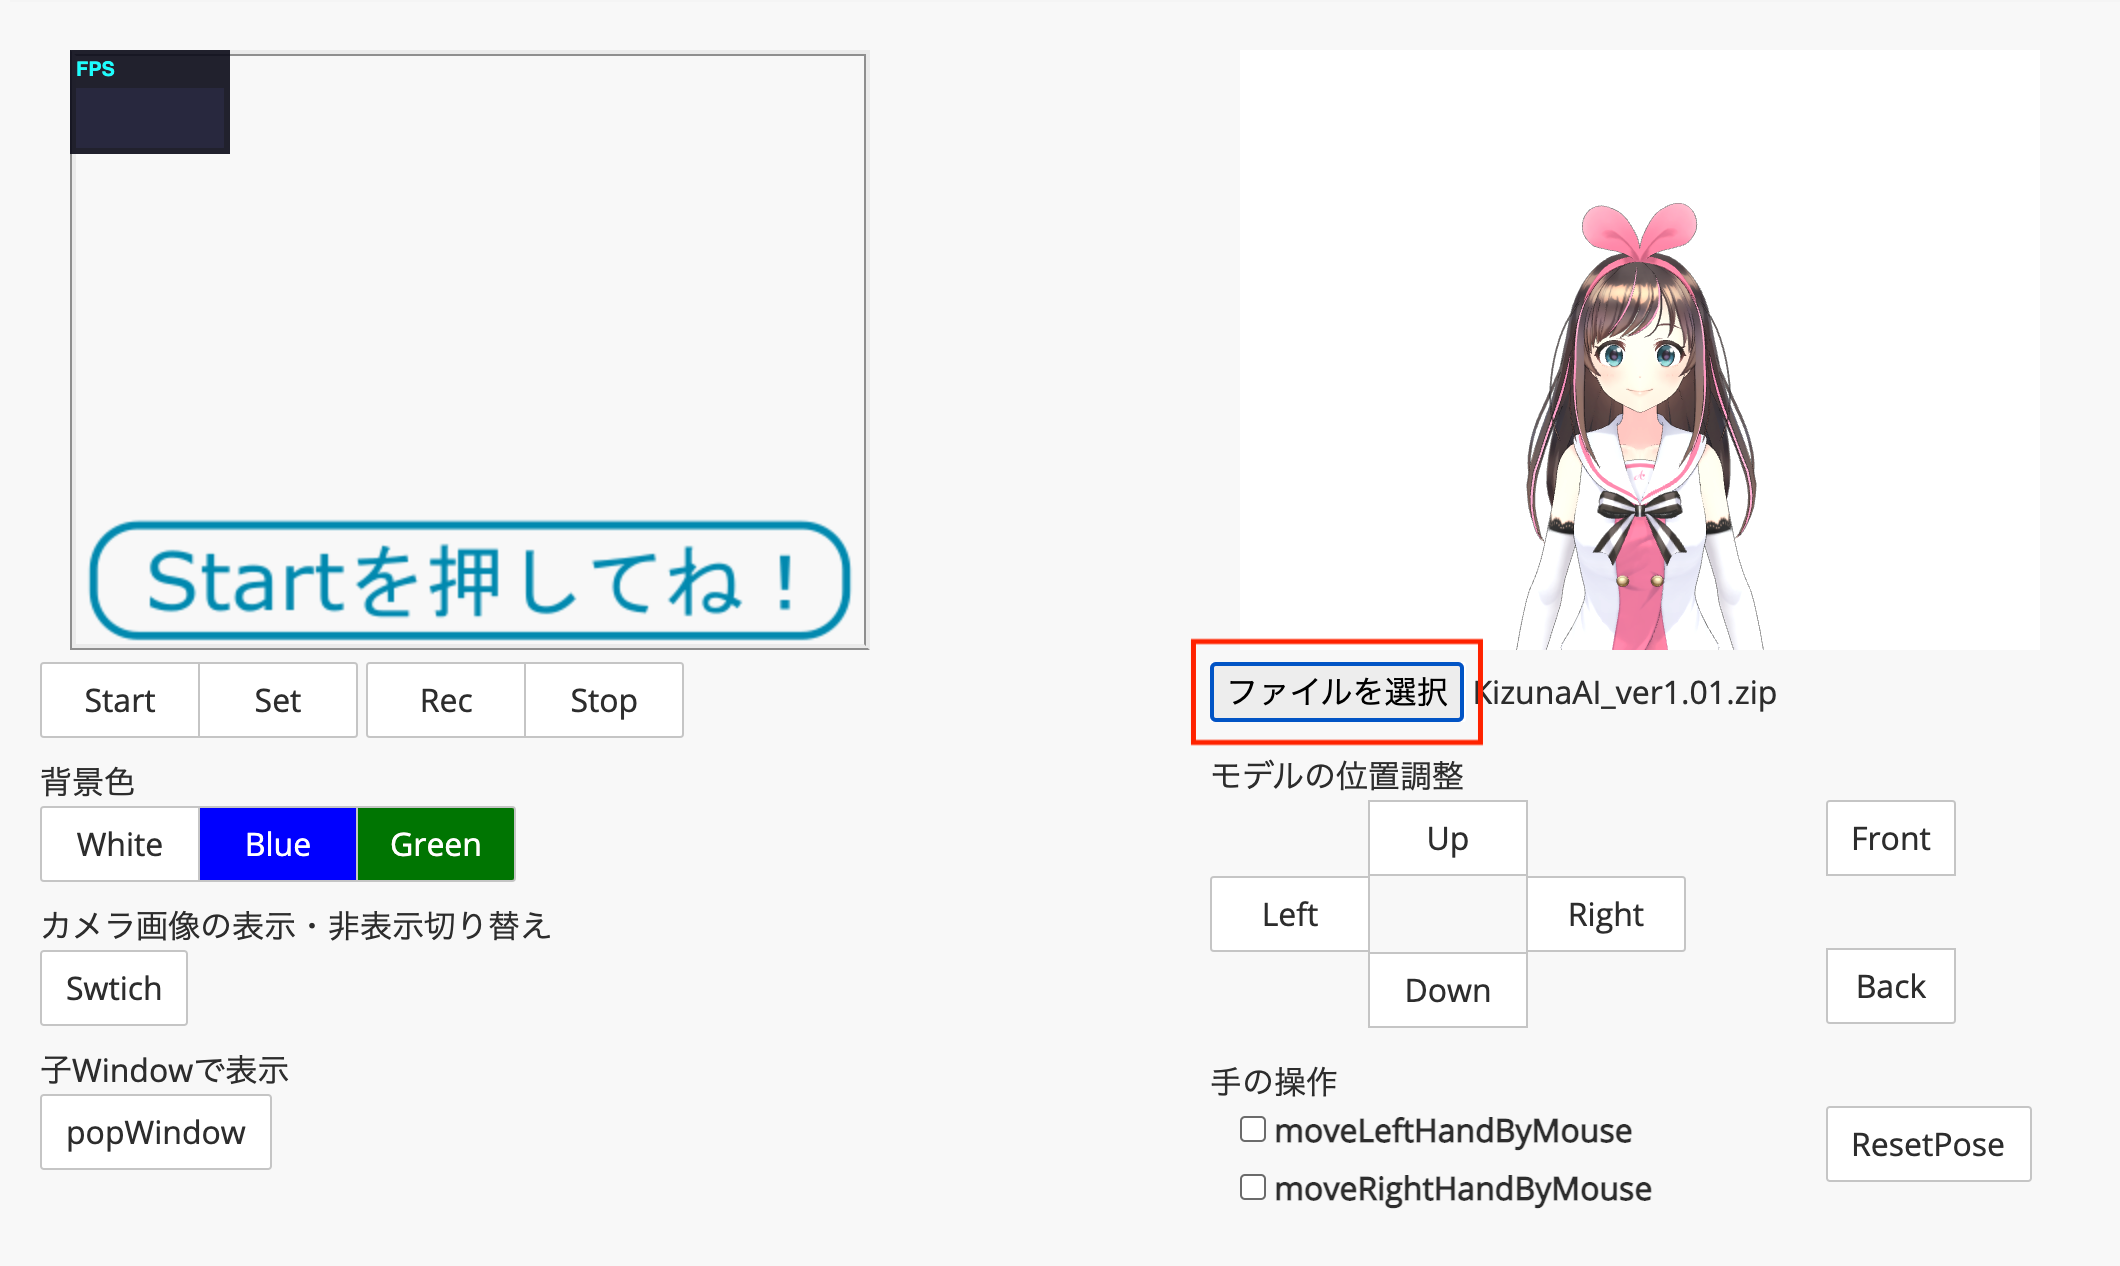 FPS
Startを押してね！
Start Set Rec Stop
背景色
White Blue Green
カメラ画像の表示・非表示切り替え
Swtich
子Windowで表示
popWindow
ファイルを選択 KizunaAI_ver1.01.zip
モデルの位置調整
Up
Front
Left
Right
Down
Back
手の操作
moveLeftHandByMouse
ResetPose
moveRightHandByMouse